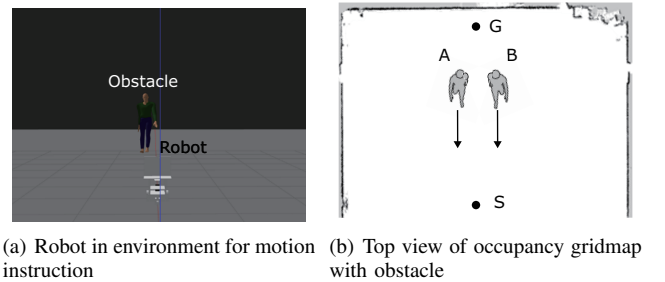 Obstacle
Robot
G
A B
S
(a) Robot in environment for motion
instruction
(b) Top view of occupancy gridmap
with obstacle